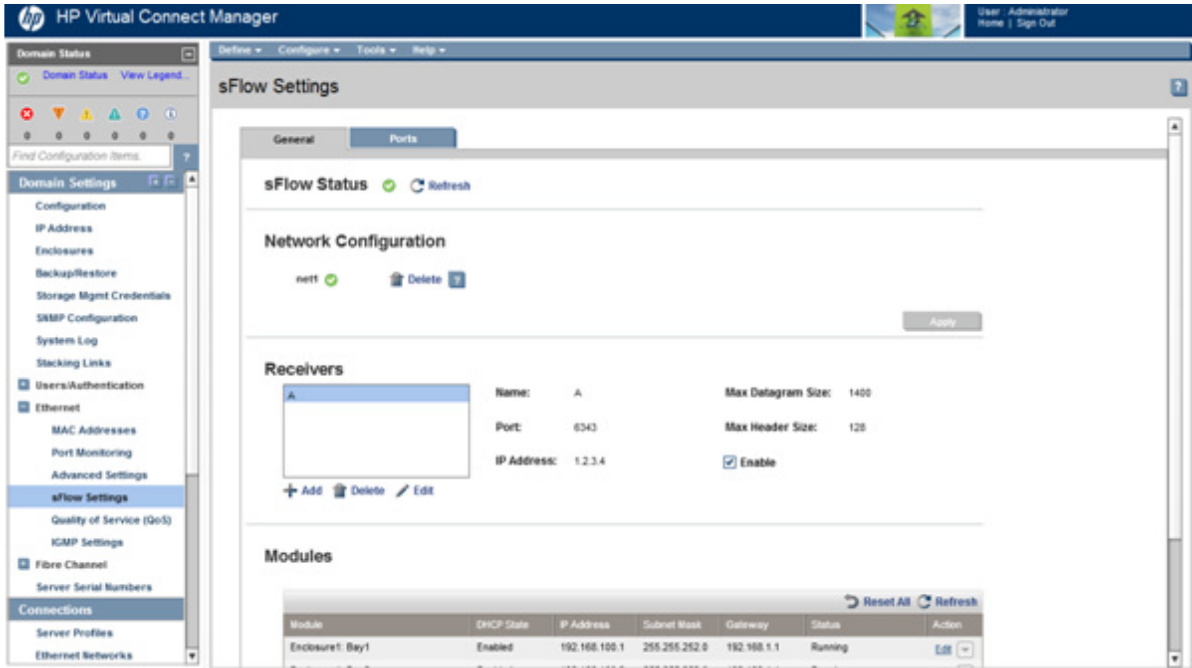 hp HP Virtual Connect Manager
User : Administrator
Home | Sign Out
Domain Status
Domain Status View Legend...
0 0 0 0 0 0
Find Configuration Items.
?
Domain Settings
Configuration
IP Address
Enclosures
Backup/Restore
Storage Mgmt Credentials
SNMP Configuration
System Log
Stacking Links
Users/Authentication
Ethernet
MAC Addresses
Port Monitoring
Advanced Settings
sFlow Settings
Quality of Service (QoS)
IGMP Settings
Fibre Channel
Server Serial Numbers
Connections
Server Profiles
Ethernet Networks
Define Configure Tools Help
sFlow Settings ?
General Ports
sFlow Status Refresh
Network Configuration
net1 Delete ?
Apply
Receivers
A
Name: A Max Datagram Size: 1400
Port: 6343 Max Header Size: 128
IP Address: 1.2.3.4 Enable
Add Delete Edit
Modules
Reset All Refresh
Module DHCP State IP Address Subnet Mask Gateway Status Action
Enclosure1: Bay1 Enabled 192.168.100.1 255.255.252.0 192.168.1.1 Running Edit